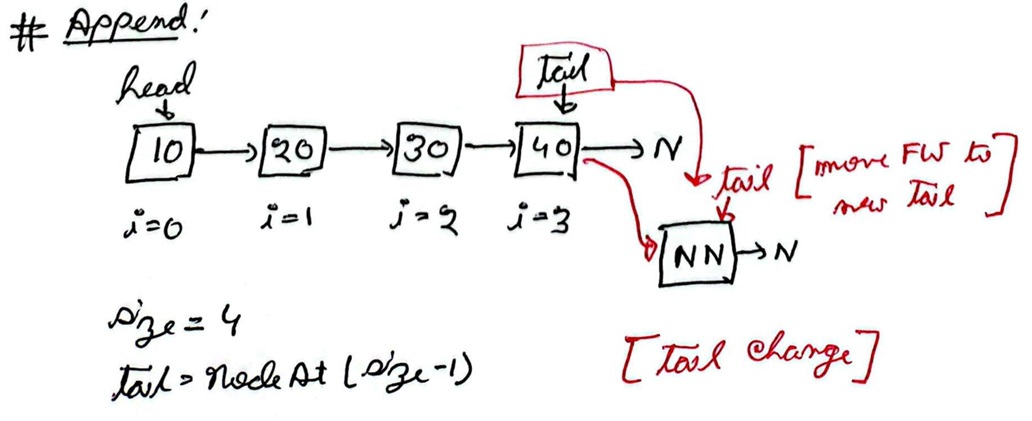 # Append:
head
tail
10 20 30 40 N
tail [move FW to
new Tail]
i=0 i=1 i=2 i=3
NN N
size = 4
tail = nodeAt (size-1)
[Tail change]